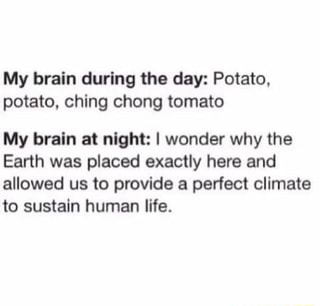 My brain during the day: Potato,
potato, ching chong tomato
My brain at night: I wonder why the
Earth was placed exactly here and
allowed us to provide a perfect climate
to sustain human life.